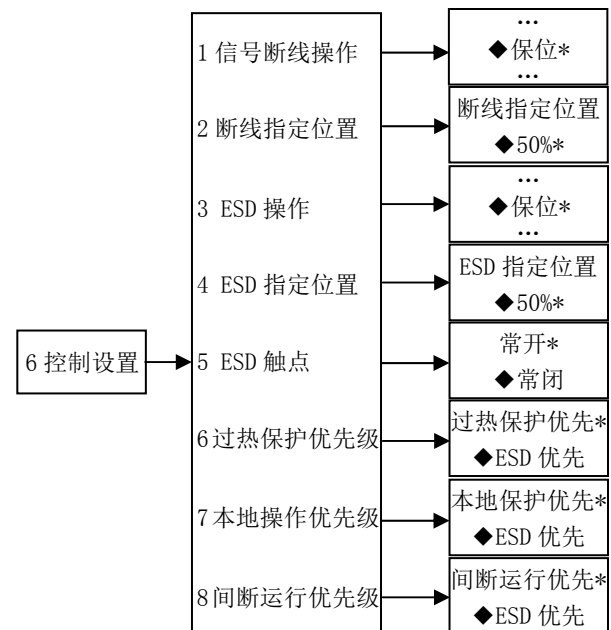 6 控制设置
1 信号断线操作
…
◆保位*
…
2 断线指定位置
断线指定位置
◆50%*
3 ESD 操作
…
◆保位*
…
4 ESD 指定位置
ESD 指定位置
◆50%*
5 ESD 触点
常开*
◆常闭
6过热保护优先级
过热保护优先*
◆ESD 优先
7本地操作优先级
本地保护优先*
◆ESD 优先
8间断运行优先级
间断运行优先*
◆ESD 优先